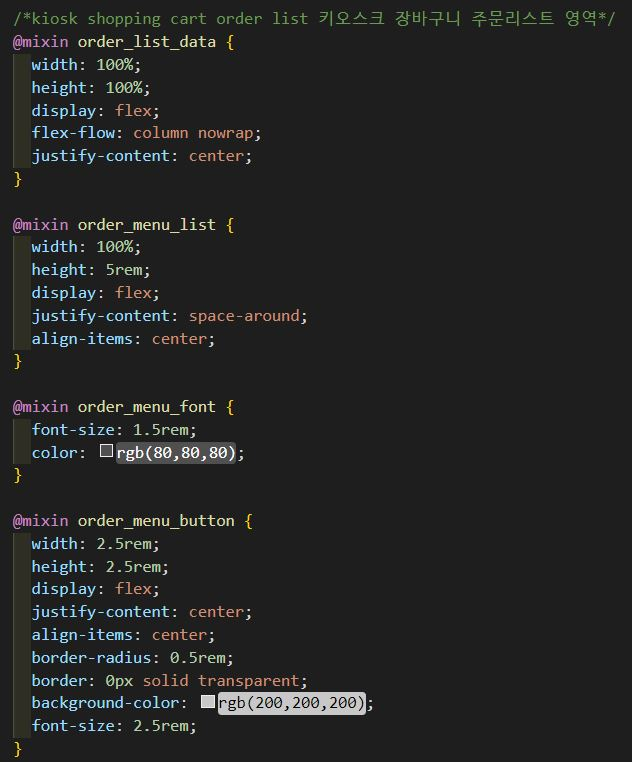 /*kiosk shopping cart order list 키오스크 장바구니 주문리스트 영역*/
@mixin order_list_data {
width: 100%;
height: 100%;
display: flex;
flex-flow: column nowrap;
justify-content: center;
}
@mixin order_menu_list {
width: 100%;
height: 5rem;
display: flex;
justify-content: space-around;
align-items: center;
}
@mixin order_menu_font {
font-size: 1.5rem;
color: rgb(80,80,80);
}
@mixin order_menu_button {
width: 2.5rem;
height: 2.5rem;
display: flex;
justify-content: center;
align-items: center;
border-radius: 0.5rem;
border: 0px solid transparent;
background-color: rgb(200,200,200);
font-size: 2.5rem;
}